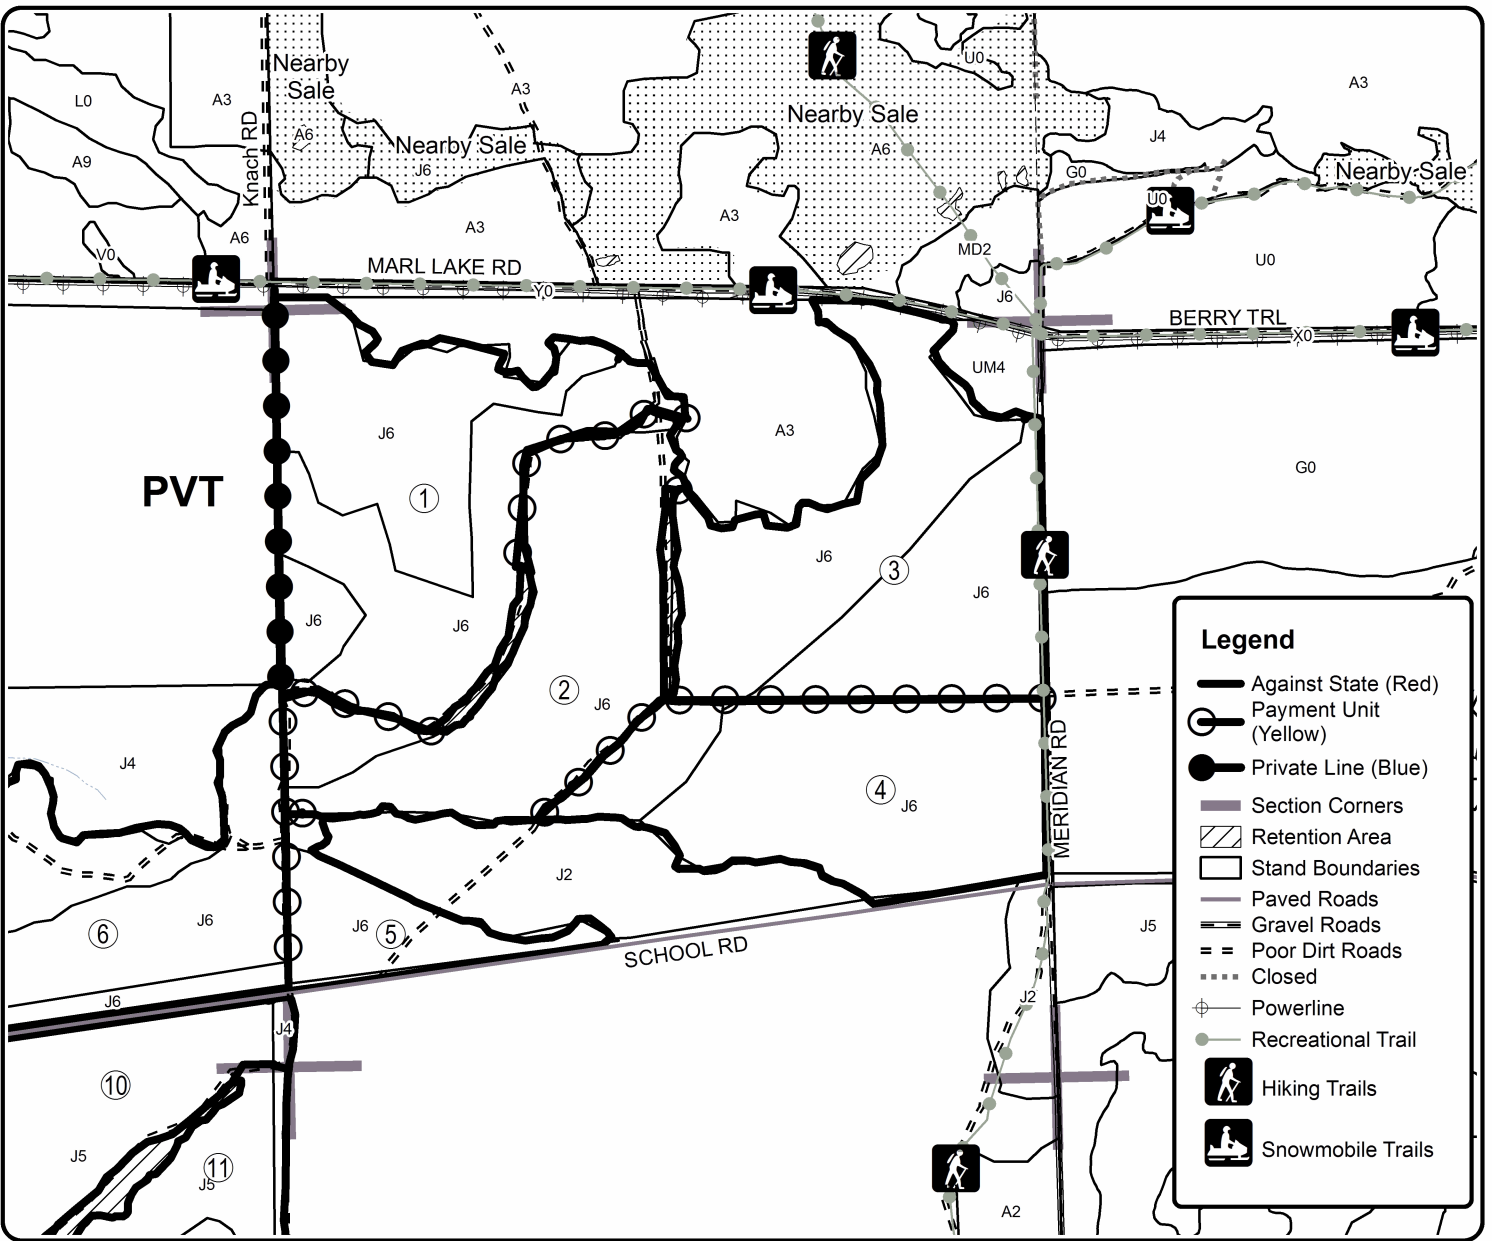 Nearby
Sale
U0
A3
L0
A3
A3
Nearby Sale
A6
Nearby Sale
J4
A6
A9
J6
Nearby Sale
G0
Knach RD
U0
A3
A3
A6
MD2
V0
U0
MARL LAKE RD
Y0
J6
BERRY TRL
X0
UM4
J6
A3
G0
PVT
1
J6
3
J6
J6
J6
2
J6
J4
4
J6
MERIDIAN RD
J2
6
J6
J6
5
J5
SCHOOL RD
J6
J2
J4
10
J5
11
J5
A2
Legend
Against State (Red)
Payment Unit
(Yellow)
Private Line (Blue)
Section Corners
Retention Area
Stand Boundaries
Paved Roads
Gravel Roads
Poor Dirt Roads
Closed
Powerline
Recreational Trail
Hiking Trails
Snowmobile Trails